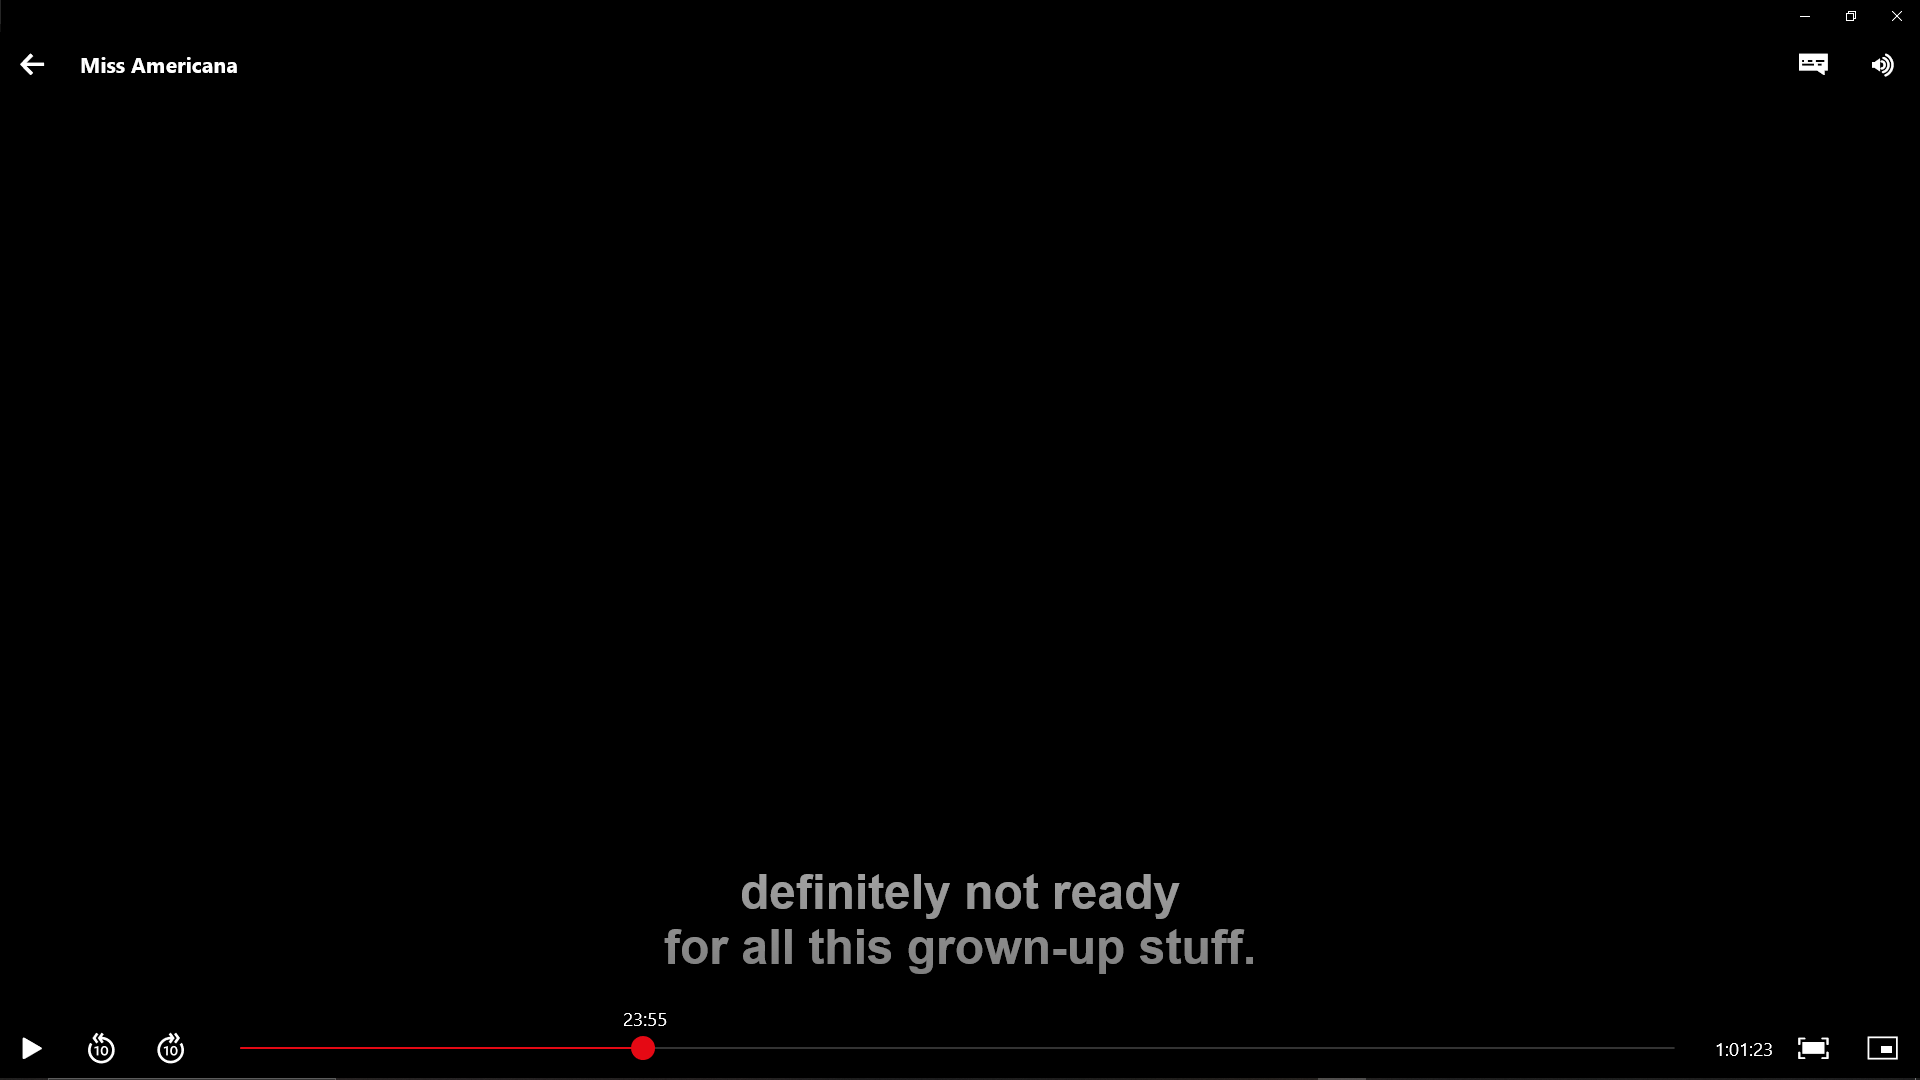 Miss Americana
definitely not ready
for all this grown-up stuff.
23:55
10
10
1:01:23